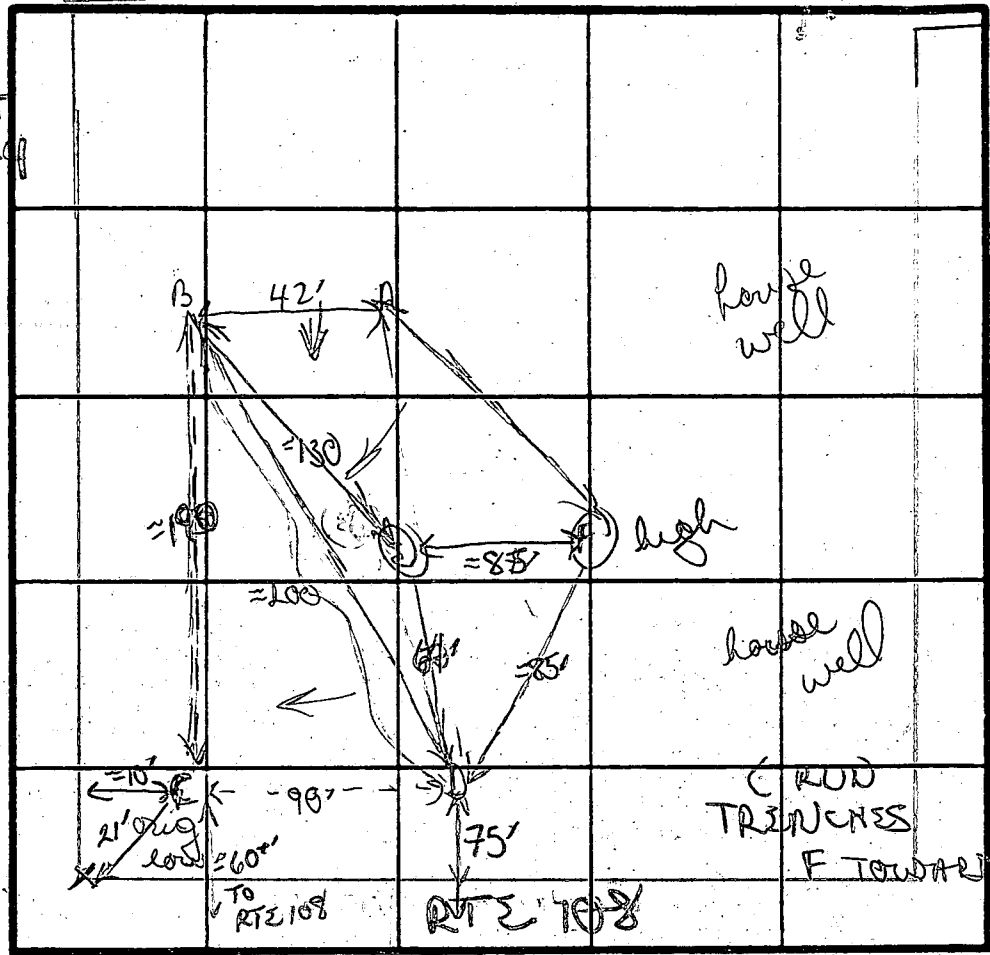 B 42' A
house
well
≈130
≈85'
high
≈200
≈85'
house
well
≈10' C 90' D
21' orig
low
≈60'
TO
RTE 108
75'
RTE 108
RUN
TRENCHES
F TOWARD